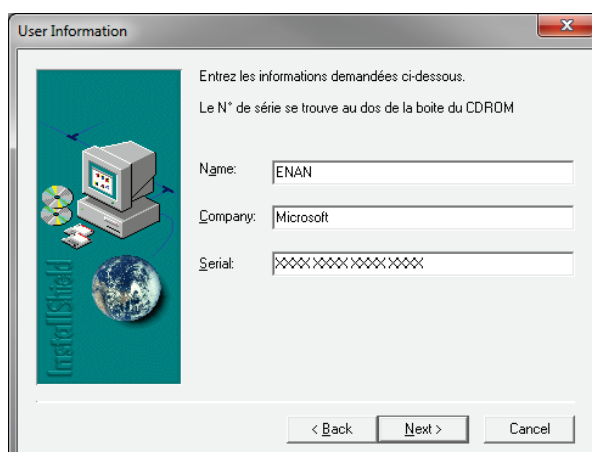 User Information
Entrez les informations demandées ci-dessous.
Le N° de série se trouve au dos de la boite du CDROM
Name: ENAN
Company: Microsoft
Serial: XXXX XXXX XXXX XXXX
InstallShield
< Back Next > Cancel